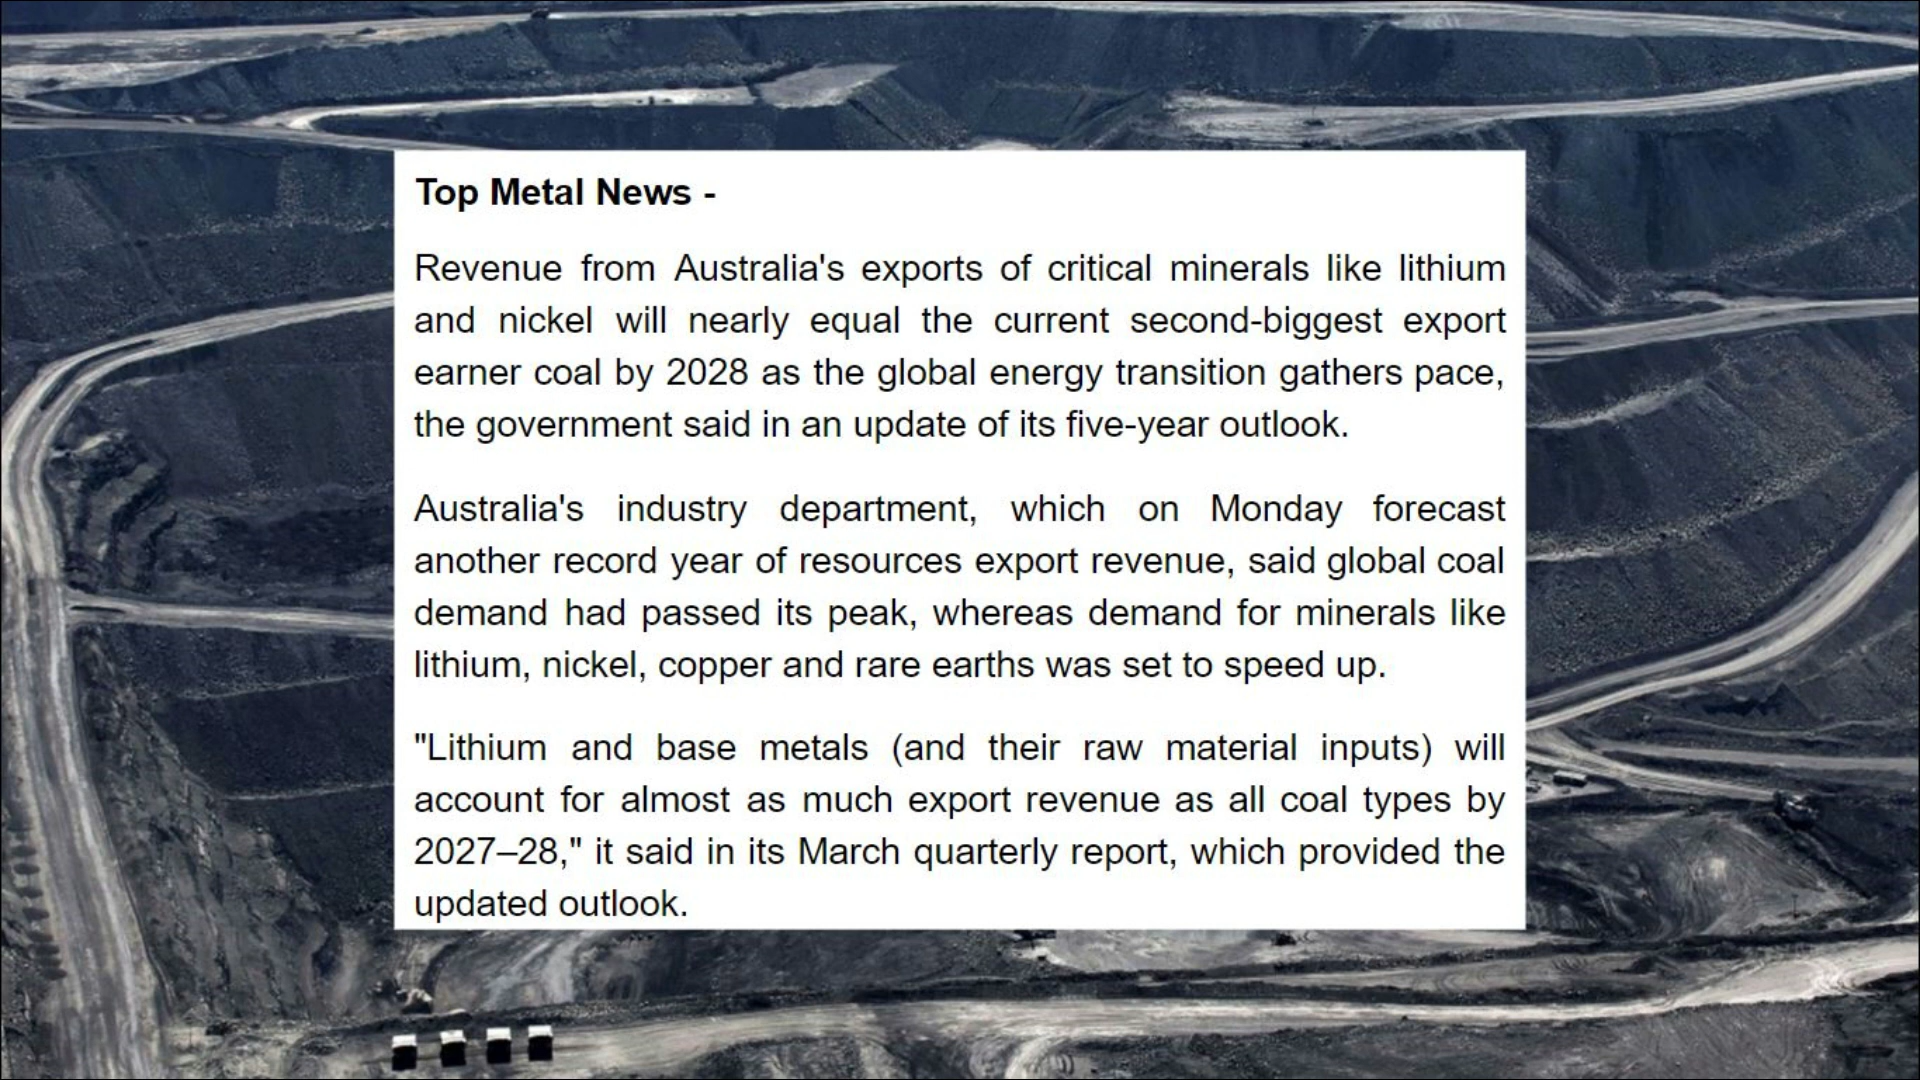 Top Metal News -
Revenue from Australia's exports of critical minerals like lithium
and nickel will nearly equal the current second-biggest export
earner coal by 2028 as the global energy transition gathers pace,
the government said in an update of its five-year outlook.
Australia's industry department, which on Monday forecast
another record year of resources export revenue, said global coal
demand had passed its peak, whereas demand for minerals like
lithium, nickel, copper and rare earths was set to speed up.
"Lithium and base metals (and their raw material inputs) will
account for almost as much export revenue as all coal types by
2027–28," it said in its March quarterly report, which provided the
updated outlook.